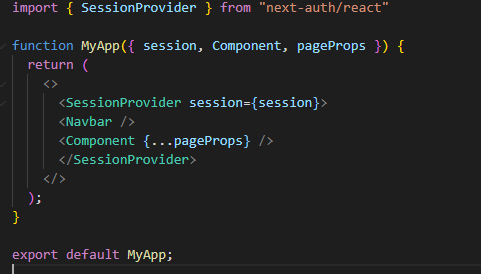 import { SessionProvider } from "next-auth/react"
function MyApp({ session, Component, pageProps }) {
return (
<>
<SessionProvider session={session}>
<Navbar />
<Component {...pageProps} />
</SessionProvider>
</>
);
}
export default MyApp;